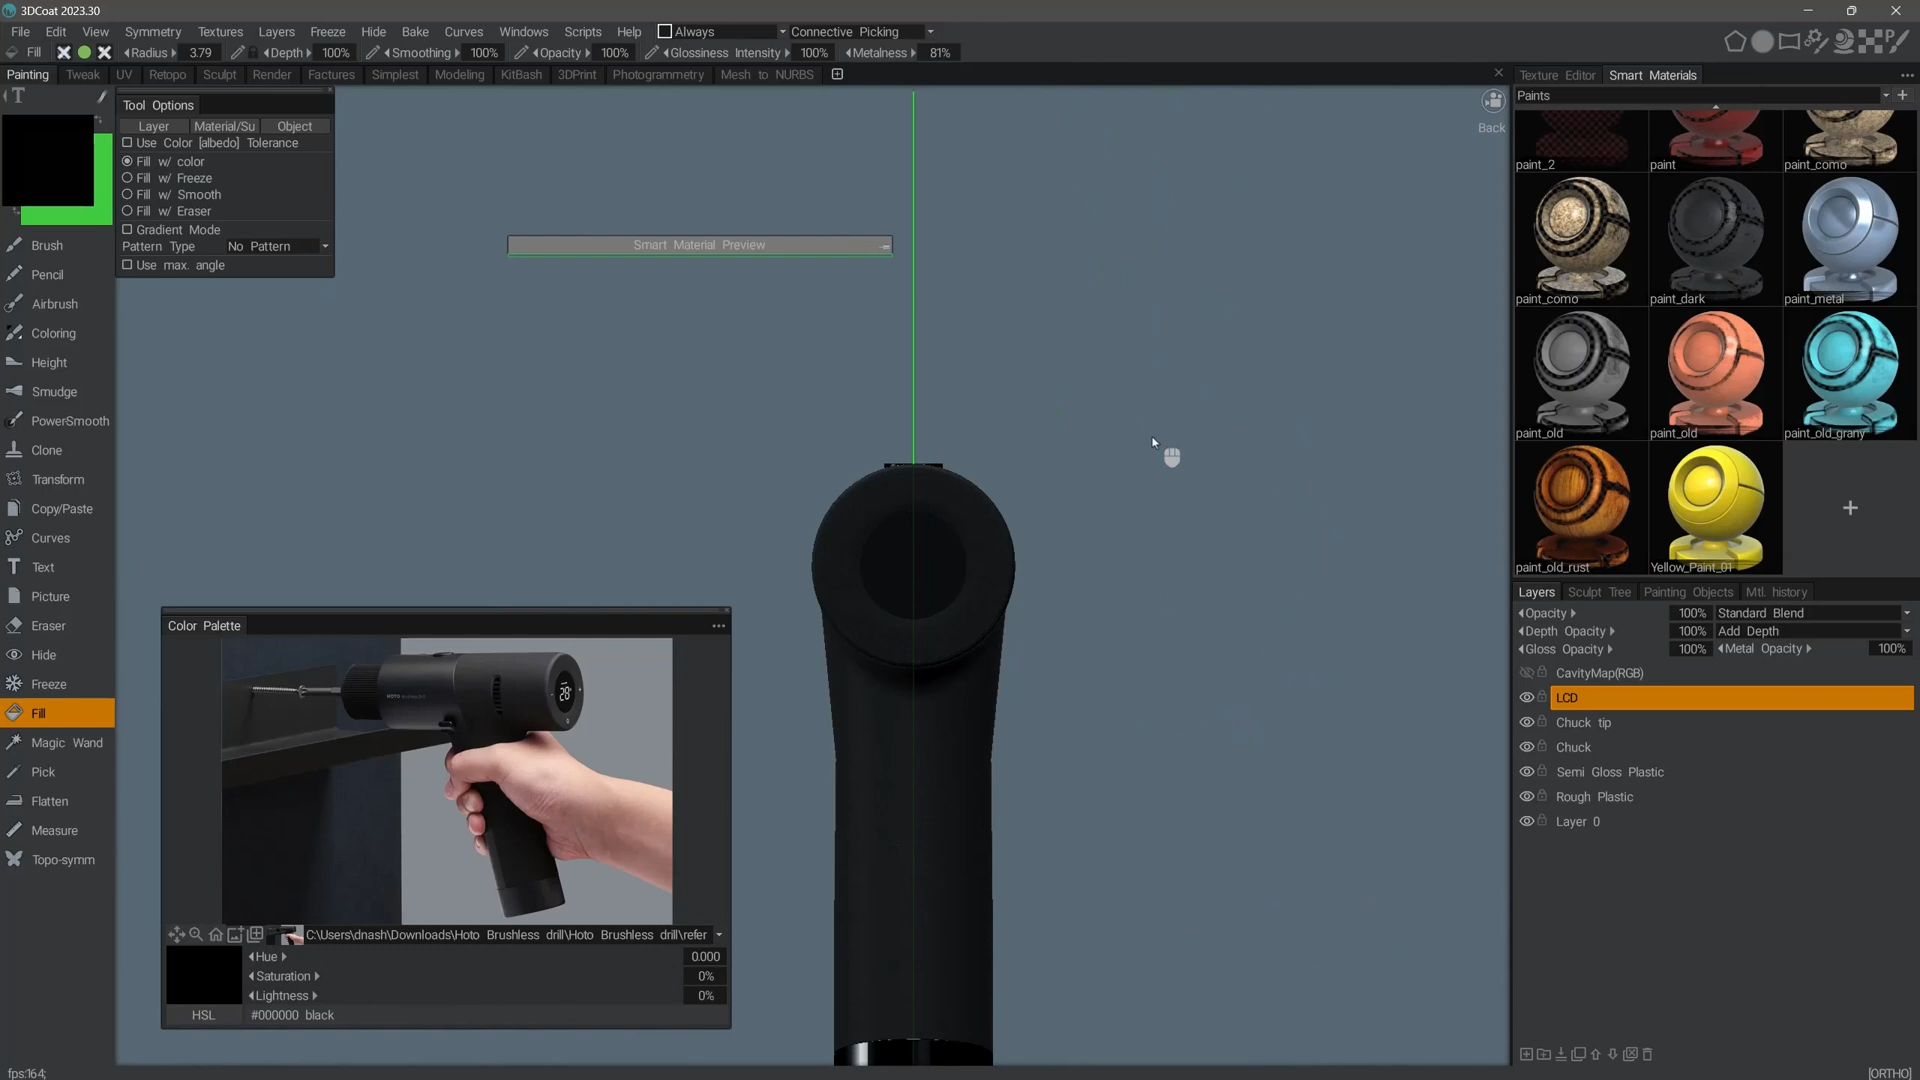 3DCoat 2023.30
File Edit View Symmetry Textures Layers Freeze Hide Bake Curves Windows Scripts Help Always Connective Picking
Fill Radius 3.79 Depth 100% Smoothing 100% Opacity 100% Glossiness Intensity 100% Metalness 81%
Painting Tweak UV Retopo Sculpt Render Factures Simplest Modeling KitBash 3DPrint Photogrammetry Mesh to NURBS
Texture Editor Smart Materials
Paints
Tool Options
Layer Material/Su Object
Use Color [albedo] Tolerance
Fill w/ color
Fill w/ Freeze
Fill w/ Smooth
Fill w/ Eraser
Gradient Mode
Pattern Type No Pattern
Use max. angle
Back
Smart Material Preview
paint_2 paint paint_como
paint_como paint_dark paint_metal
paint_old paint_old paint_old_grany
paint_old_rust Yellow_Paint_01
Brush
Pencil
Airbrush
Coloring
Height
Smudge
PowerSmooth
Clone
Transform
Copy/Paste
Curves
Text
Picture
Eraser
Hide
Freeze
Fill
Magic Wand
Pick
Flatten
Measure
Topo-symm
Color Palette
28
C:\Users\dnash\Downloads\Hoto Brushless drill\Hoto Brushless drill\refer
Hue 0.000
Saturation 0%
Lightness 0%
HSL #000000 black
Layers Sculpt Tree Painting Objects Mtl. history
Opacity 100% Standard Blend
Depth Opacity 100% Add Depth
Gloss Opacity 100% Metal Opacity 100%
CavityMap(RGB)
LCD
Chuck tip
Chuck
Semi Gloss Plastic
Rough Plastic
Layer 0
fps:164;
[ORTHO]